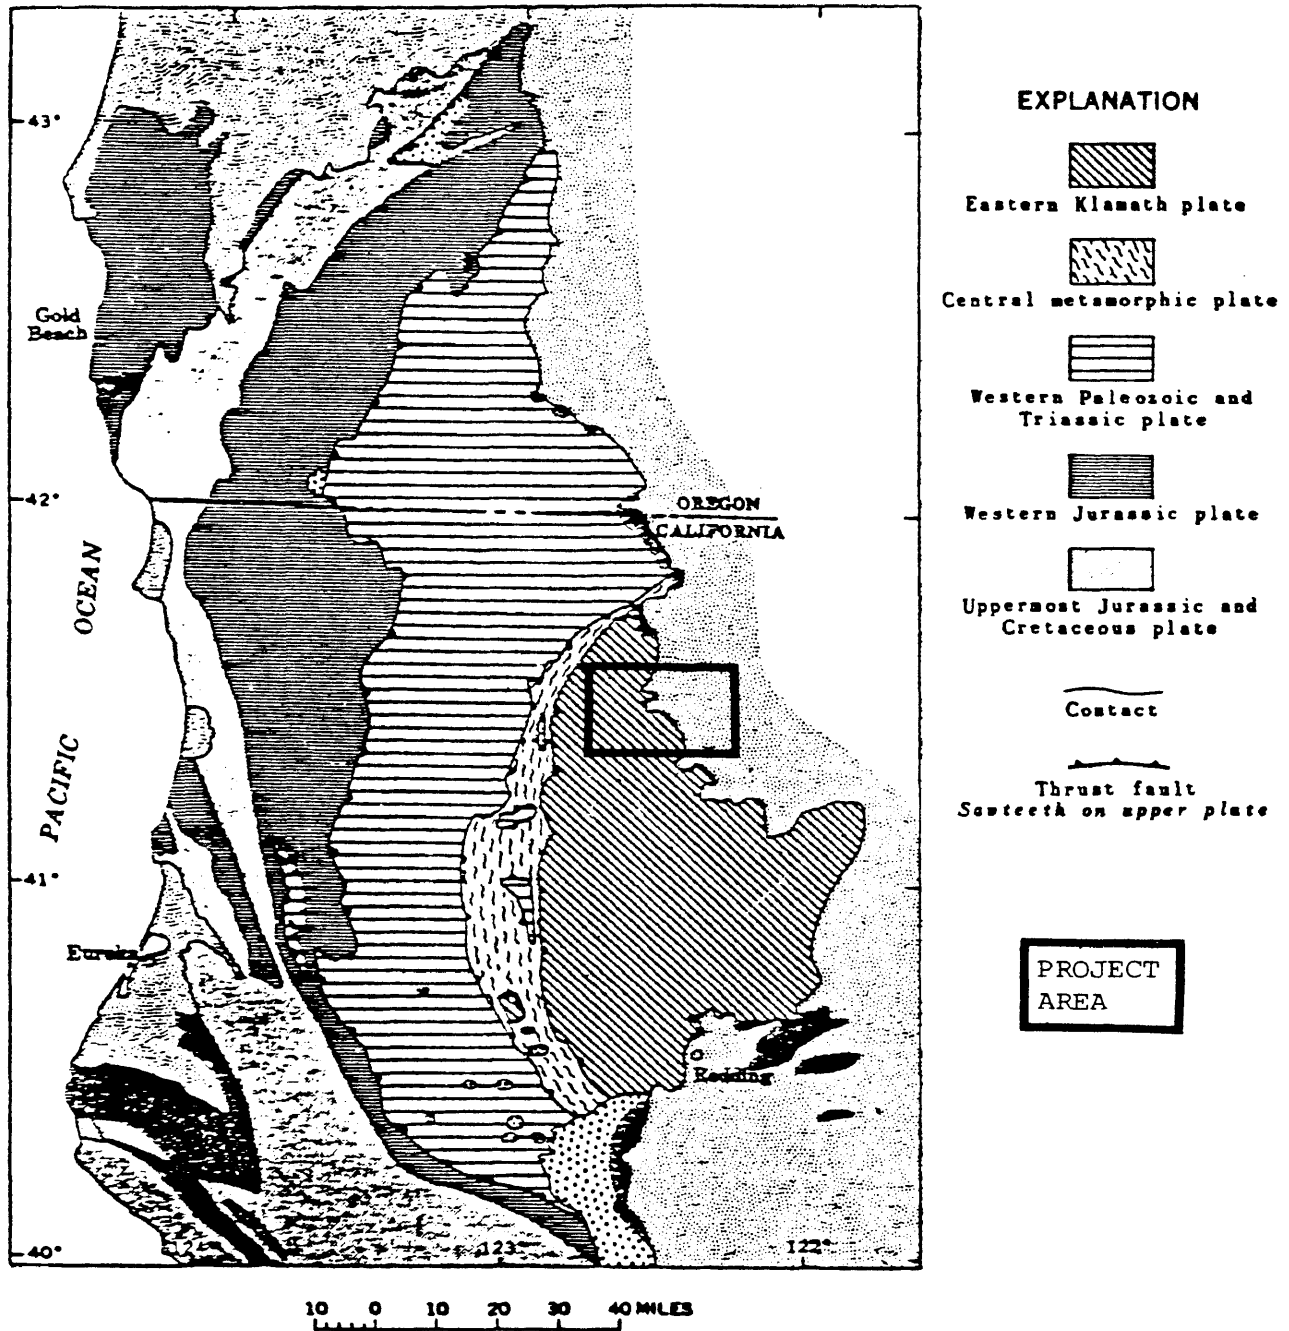 EXPLANATION
Eastern Klamath plate
Central metamorphic plate
Western Paleozoic and
Triassic plate
Western Jurassic plate
Uppermost Jurassic and
Cretaceous plate
Contact
Thrust fault
Sawteeth on upper plate
PROJECT
AREA
43°
Gold
Beach
42°
OREGON
CALIFORNIA
OCEAN
PACIFIC
41°
Eureka
Redding
40°
123°
122°
10 0 10 20 30 40 MILES